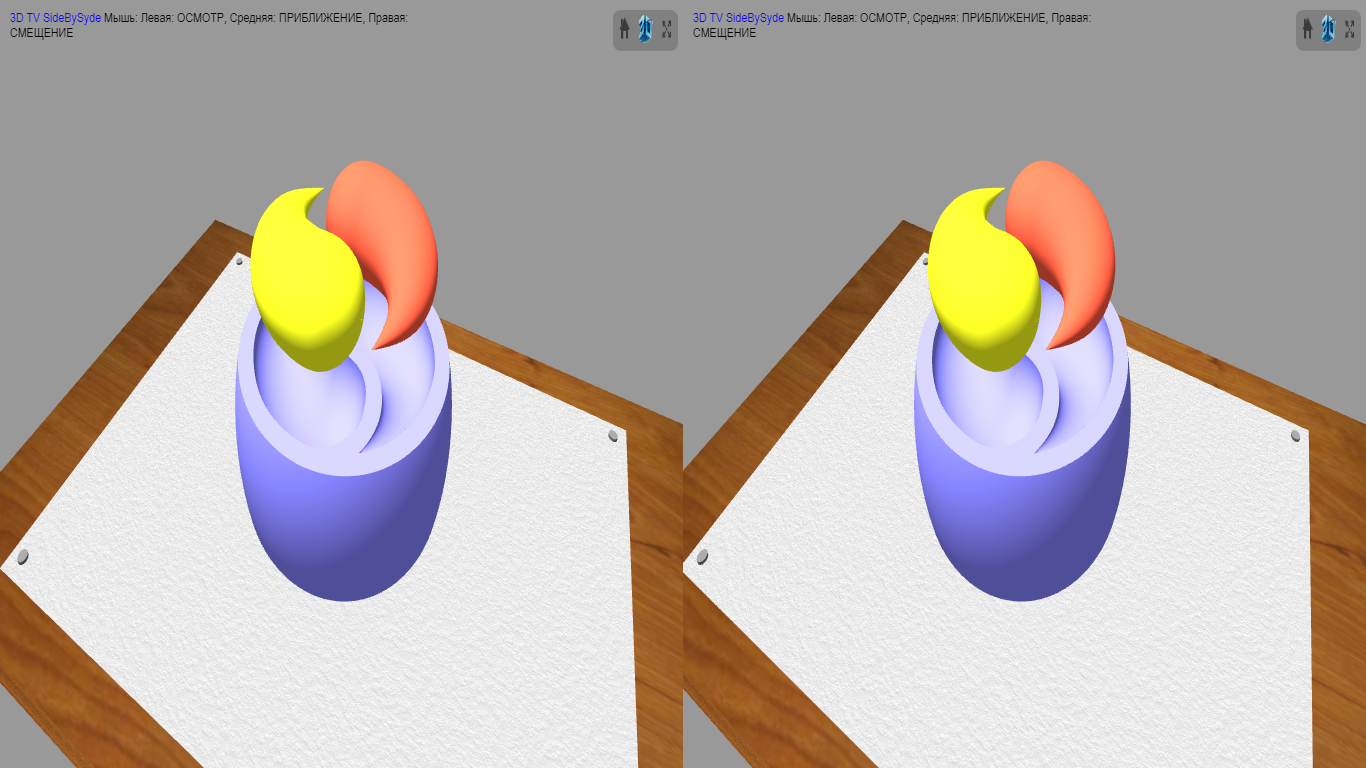 3D TV SideBySyde Мышь: Левая: ОСМОТР, Средняя: ПРИБЛИЖЕНИЕ, Правая:
СМЕЩЕНИЕ
3D TV SideBySyde Мышь: Левая: ОСМОТР, Средняя: ПРИБЛИЖЕНИЕ, Правая:
СМЕЩЕНИЕ